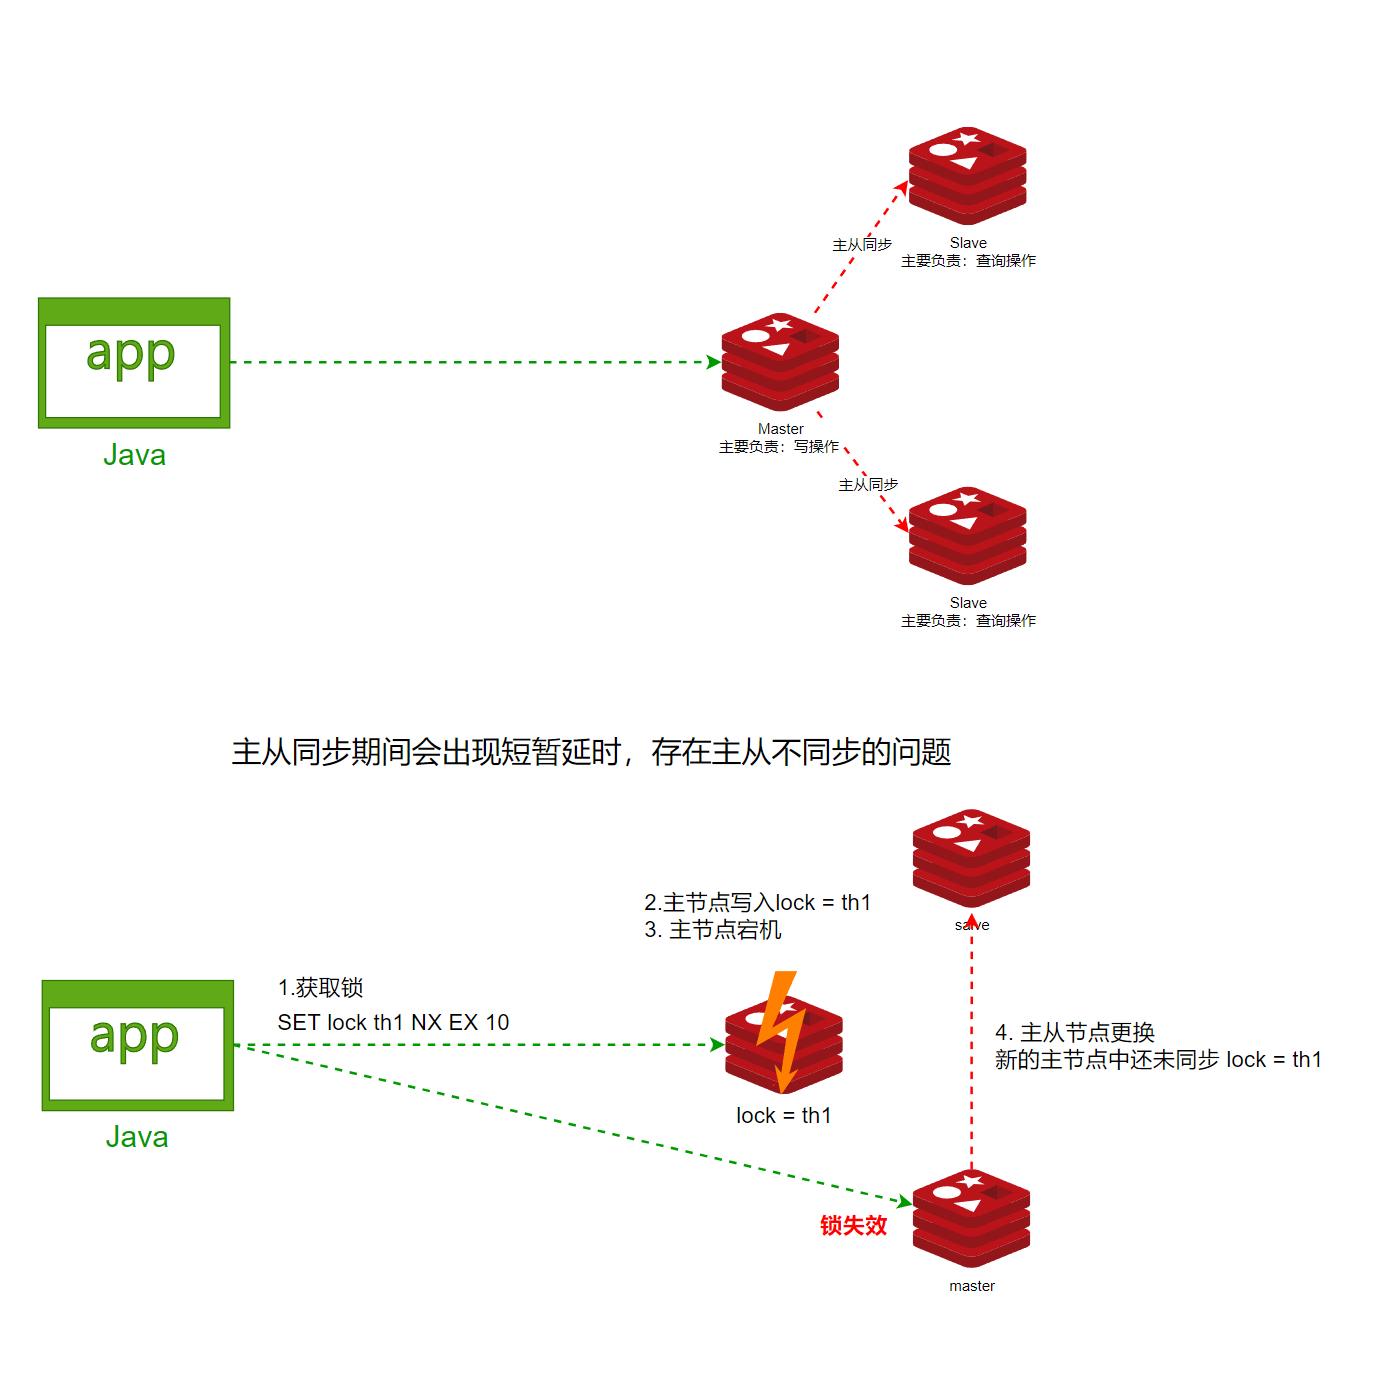 Slave
主要负责：查询操作
主从同步
app
Java
Master
主要负责：写操作
主从同步
Slave
主要负责：查询操作
主从同步期间会出现短暂延时，存在主从不同步的问题
2.主节点写入lock = th1
3. 主节点宕机
salve
1.获取锁
SET lock th1 NX EX 10
app
Java
4. 主从节点更换
新的主节点中还未同步 lock = th1
lock = th1
锁失效
master